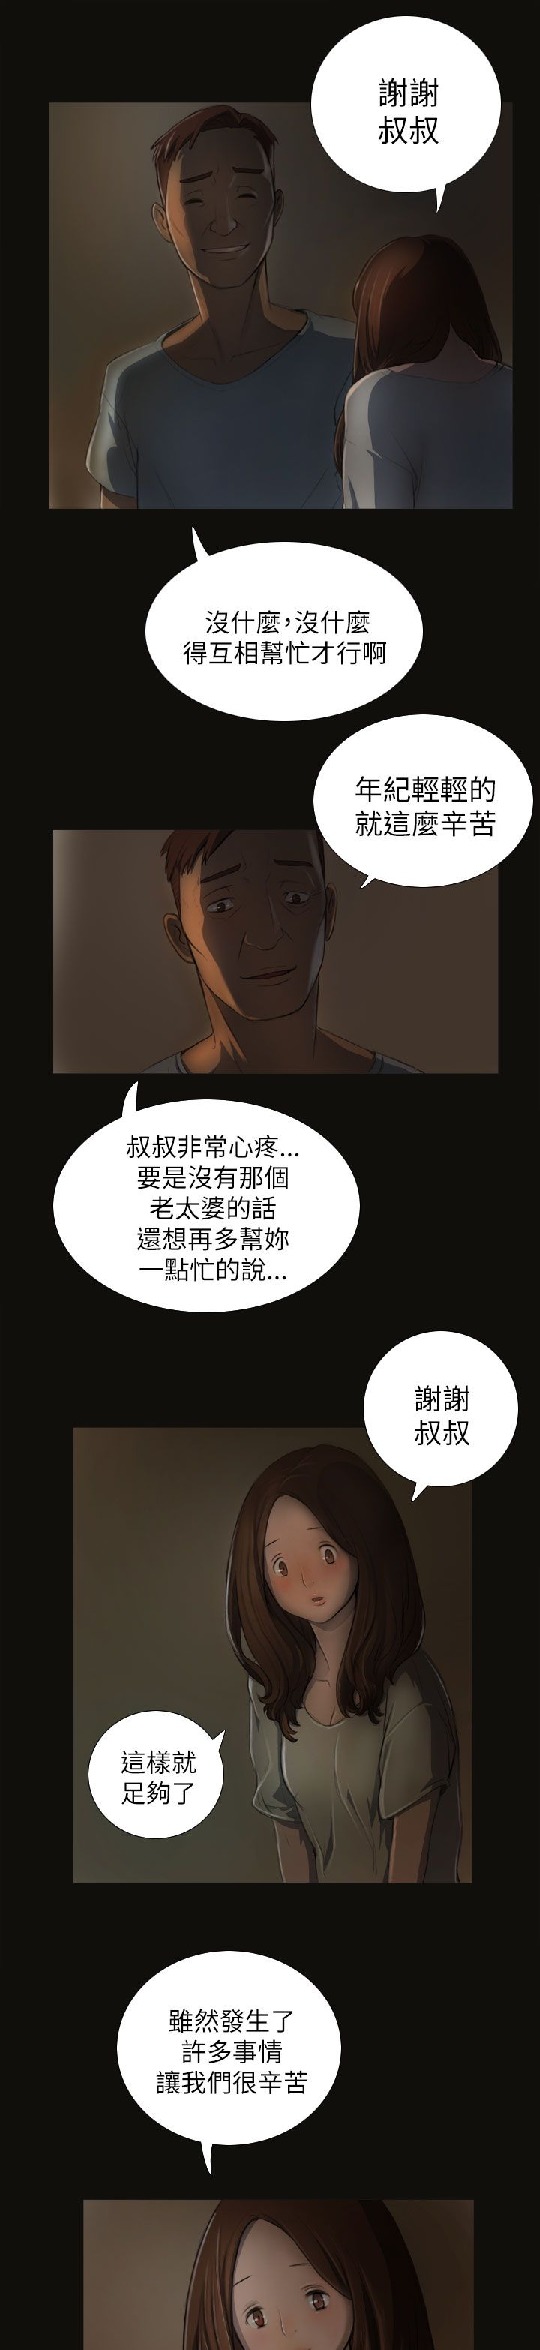 謝謝
叔叔
沒什麼,沒什麼
得互相幫忙才行啊
年紀輕輕的
就這麼辛苦
叔叔非常心疼...
要是沒有那個
老太婆的話
還想再多幫妳
一點忙的說...
謝謝
叔叔
這樣就
足夠了
雖然發生了
許多事情
讓我們很辛苦